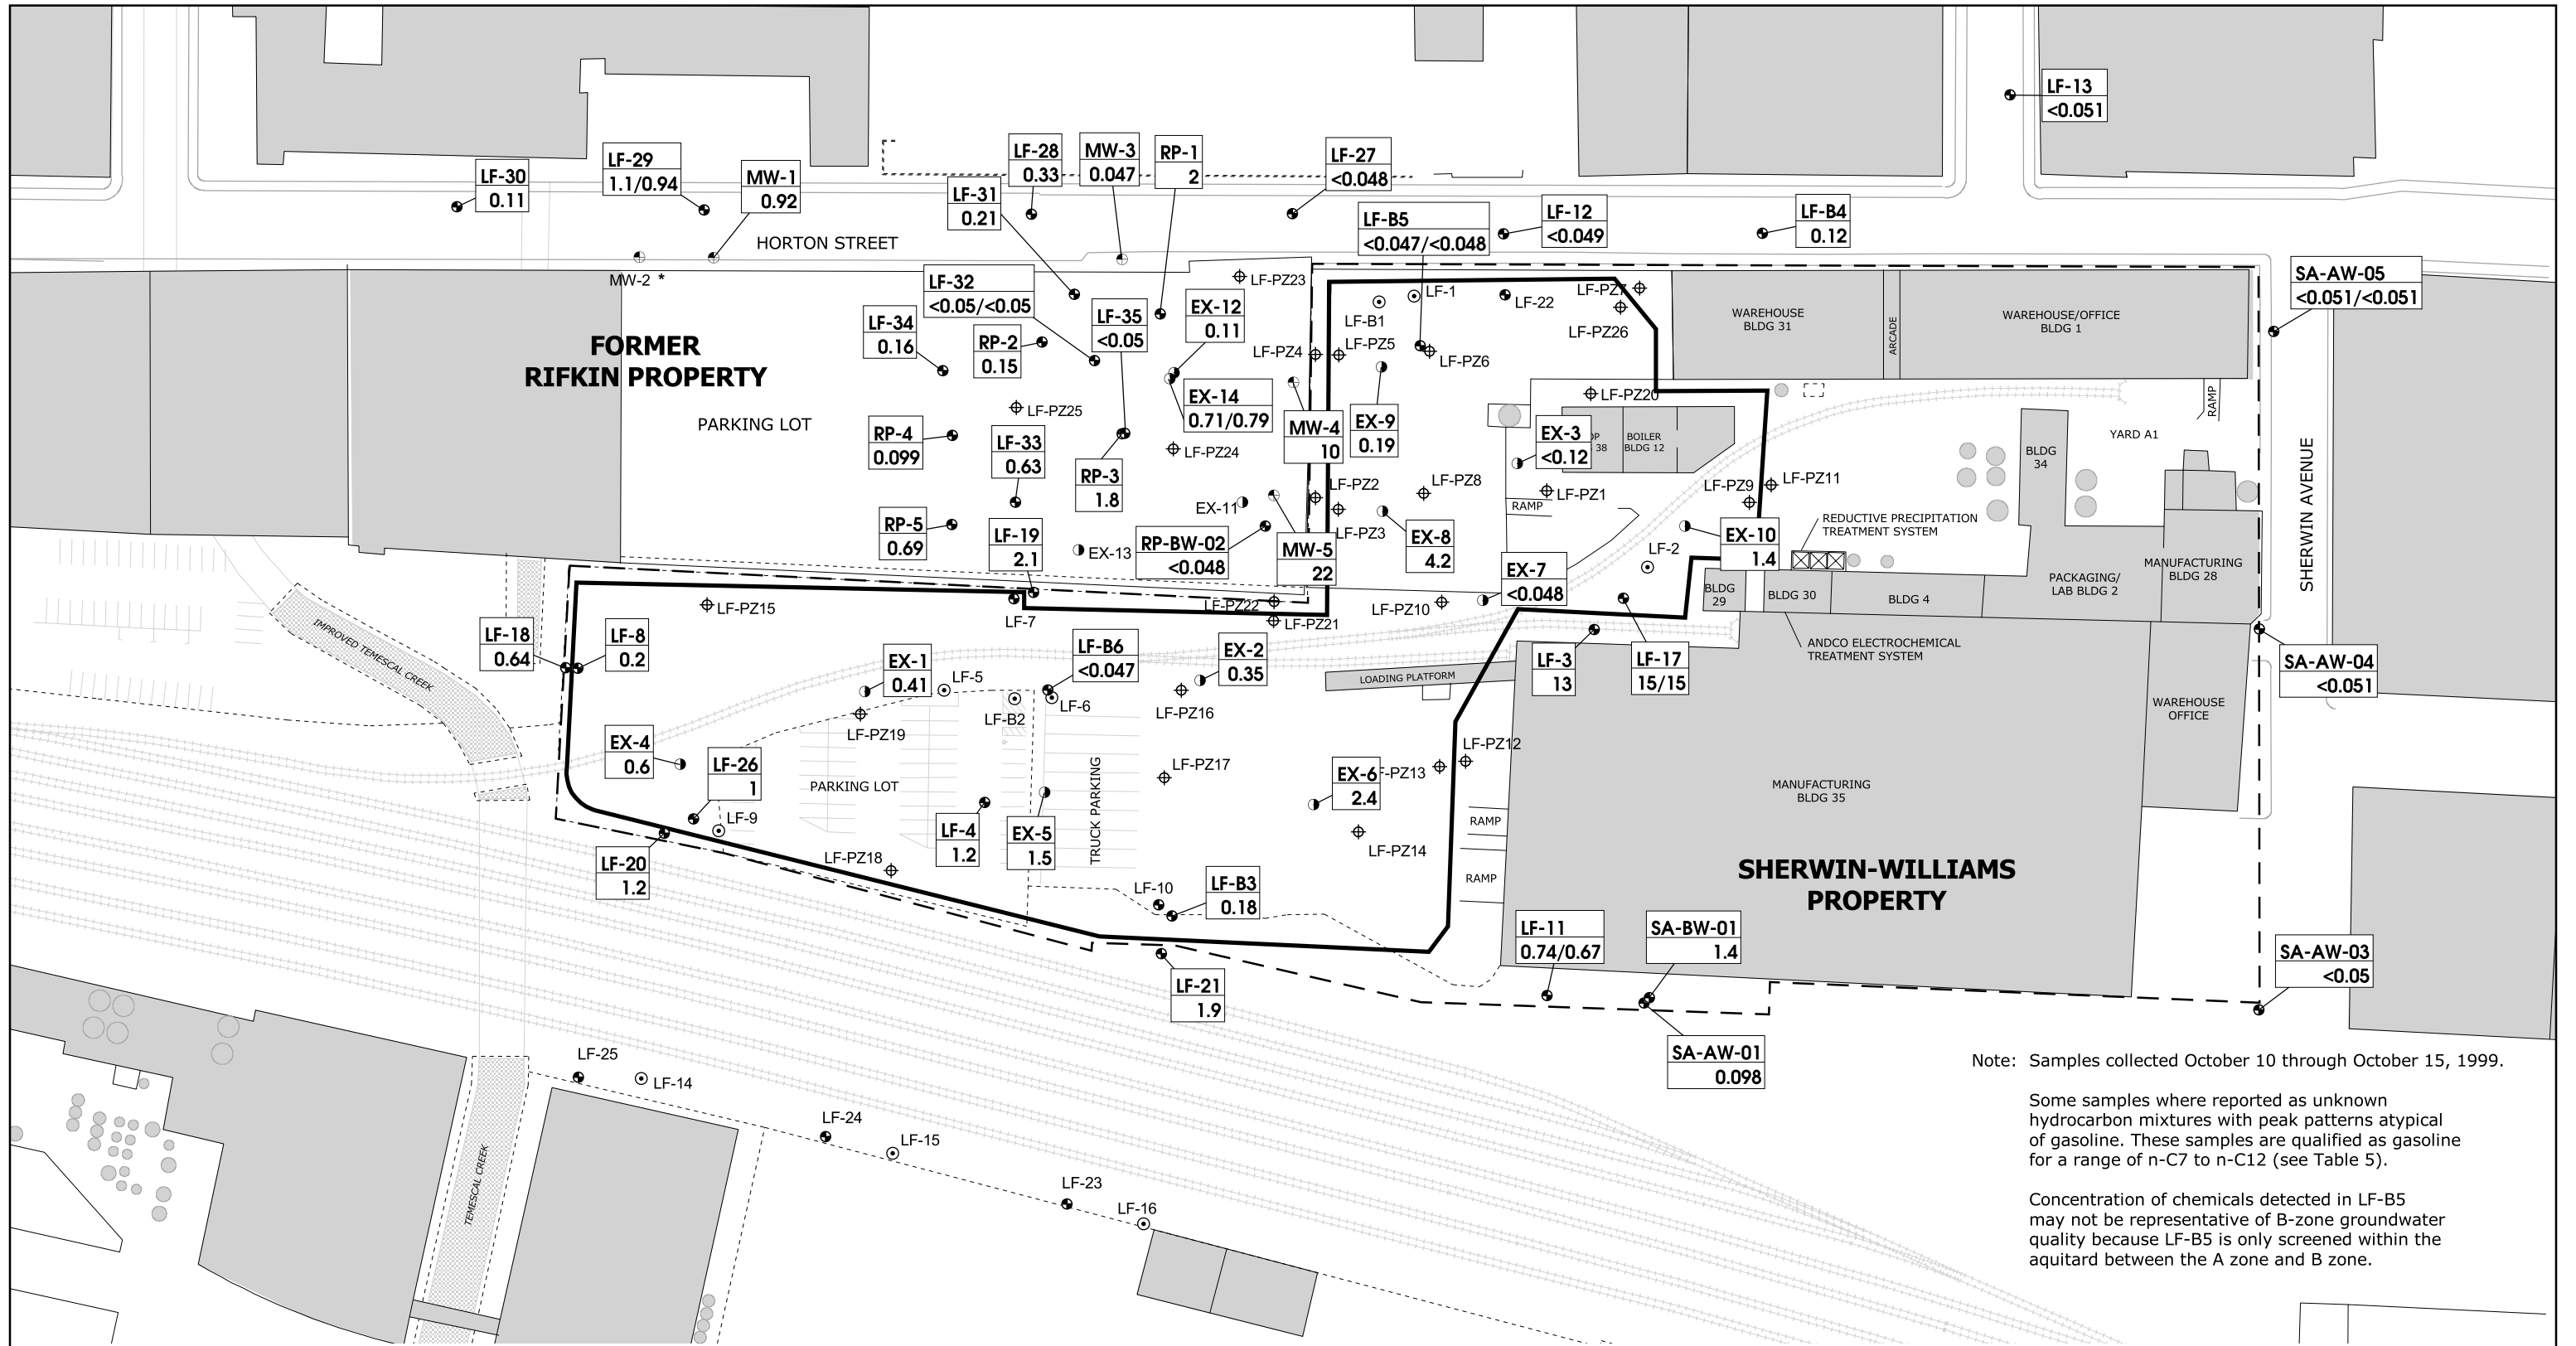 LF-13
<0.051
LF-28
0.33
MW-3
0.047
RP-1
2
LF-27
<0.048
LF-29
1.1/0.94
LF-30
0.11
MW-1
0.92
LF-31
0.21
LF-B5
<0.047/<0.048
LF-12
<0.049
LF-B4
0.12
HORTON STREET
MW-2 *
SA-AW-05
<0.051/<0.051
LF-32
<0.05/<0.05
LF-PZ23
LF-1
LF-B1
LF-22
LF-PZ7
LF-PZ26
EX-12
0.11
LF-35
<0.05
LF-34
0.16
RP-2
0.15
WAREHOUSE
BLDG 31
ARCADE
WAREHOUSE/OFFICE
BLDG 1
FORMER
RIFKIN PROPERTY
LF-PZ4
LF-PZ5
LF-PZ6
EX-14
0.71/0.79
LF-PZ25
LF-PZ20
RAMP
PARKING LOT
MW-4
10
EX-9
0.19
EX-3
<0.12
38
BOILER
BLDG 12
YARD A1
BLDG
34
RP-4
0.099
LF-33
0.63
LF-PZ24
RP-3
1.8
SHERWIN AVENUE
LF-PZ2
LF-PZ8
LF-PZ1
LF-PZ9
LF-PZ11
EX-11
RAMP
LF-PZ3
RP-5
0.69
LF-19
2.1
EX-13
RP-BW-02
<0.048
MW-5
22
EX-8
4.2
EX-10
1.4
REDUCTIVE PRECIPITATION
TREATMENT SYSTEM
LF-2
EX-7
<0.048
PACKAGING/
LAB BLDG 2
MANUFACTURING
BLDG 28
BLDG
29
BLDG 30
BLDG 4
IMPROVED TEMESCAL CREEK
LF-PZ15
LF-7
LF-PZ22
LF-PZ21
LF-PZ10
LF-18
0.64
LF-8
0.2
LF-B6
<0.047
EX-2
0.35
EX-1
0.41
LF-5
LF-3
13
LF-17
15/15
ANDCO ELECTROCHEMICAL
TREATMENT SYSTEM
SA-AW-04
<0.051
LOADING PLATFORM
LF-B2
LF-6
LF-PZ16
LF-PZ19
WAREHOUSE
OFFICE
EX-4
0.6
LF-26
1
PARKING LOT
TRUCK PARKING
LF-PZ17
LF-PZ12
-PZ13
EX-6
2.4
MANUFACTURING
BLDG 35
LF-9
LF-4
1.2
EX-5
1.5
RAMP
LF-20
1.2
LF-PZ18
LF-PZ14
RAMP
SHERWIN-WILLIAMS
PROPERTY
LF-10
LF-B3
0.18
LF-11
0.74/0.67
SA-BW-01
1.4
SA-AW-03
<0.05
LF-21
1.9
SA-AW-01
0.098
LF-25
LF-14
LF-24
LF-15
LF-23
LF-16
TEMESCAL CREEK
Note: Samples collected October 10 through October 15, 1999.
Some samples where reported as unknown
hydrocarbon mixtures with peak patterns atypical
of gasoline. These samples are qualified as gasoline
for a range of n-C7 to n-C12 (see Table 5).
Concentration of chemicals detected in LF-B5
may not be representative of B-zone groundwater
quality because LF-B5 is only screened within the
aquitard between the A zone and B zone.